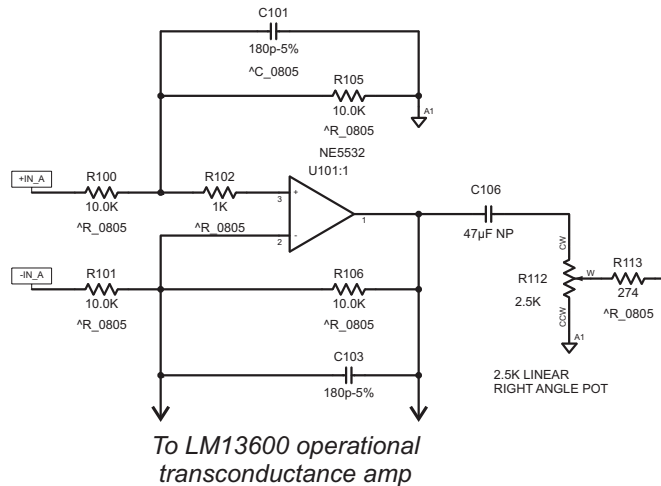 C101
180p-5%
^C_0805
R105
10.0K
^R_0805
A1
NE5532
U101:1
+IN_A
R100
10.0K
^R_0805
R102
1K
^R_0805
3
+
2
-
1
C106
47µF NP
-IN_A
R101
10.0K
^R_0805
R106
10.0K
^R_0805
CW
R112
2.5K
W
CCW
R113
274
^R_0805
A1
C103
180p-5%
2.5K LINEAR
RIGHT ANGLE POT
To LM13600 operational
transconductance amp